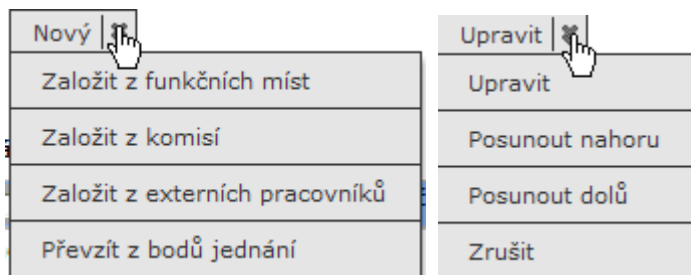 Nový
Založit z funkčních míst
Založit z komisí
Založit z externích pracovníků
Převzít z bodů jednání
Upravit
Upravit
Posunout nahoru
Posunout dolů
Zrušit